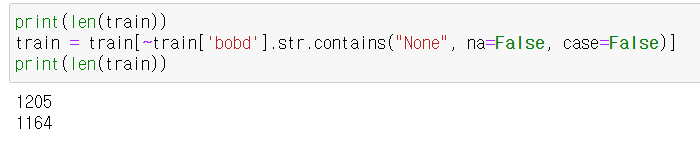 print(len(train))
train = train[~train['bobd'].str.contains("None", na=False, case=False)]
print(len(train))
1205
1164